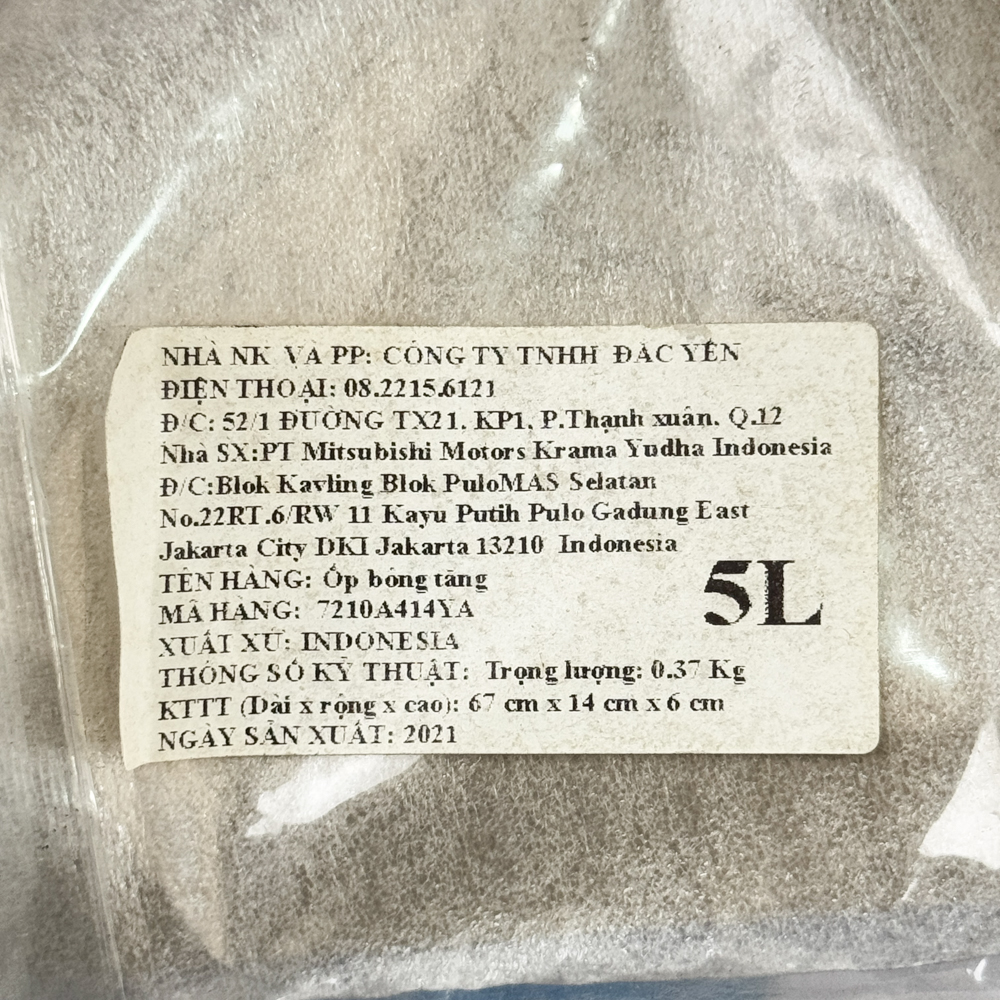 NHÀ NK VÀ PP: CÔNG TY TNHH ĐẮC YẾN
ĐIỆN THOẠI: 08.2215.6121
Đ/C: 52/1 ĐƯỜNG TX21, KP1, P.Thạnh xuân, Q.12
Nhà SX:PT Mitsubishi Motors Krama Yudha Indonesia
Đ/C:Blok Kavling Blok PuloMAS Selatan
No.22RT.6/RW 11 Kayu Putih Pulo Gadung East
Jakarta City DKI Jakarta 13210 Indonesia
TÊN HÀNG: Ốp bóng tăng
MÃ HÀNG: 7210A414YA
5L
XUẤT XỨ: INDONESIA
THÔNG SỐ KỸ THUẬT: Trọng lượng: 0.37 Kg
KTTT (Dài x rộng x cao): 67 cm x 14 cm x 6 cm
NGÀY SẢN XUẤT: 2021